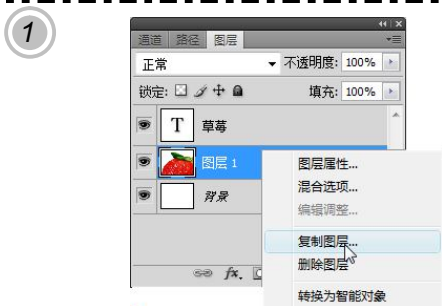 1
通道 路径 图层
正常 不透明度: 100%
锁定: 填充: 100%
T 草莓
图层 1
背景
fx.
图层属性...
混合选项...
编辑调整...
复制图层...
删除图层
转换为智能对象